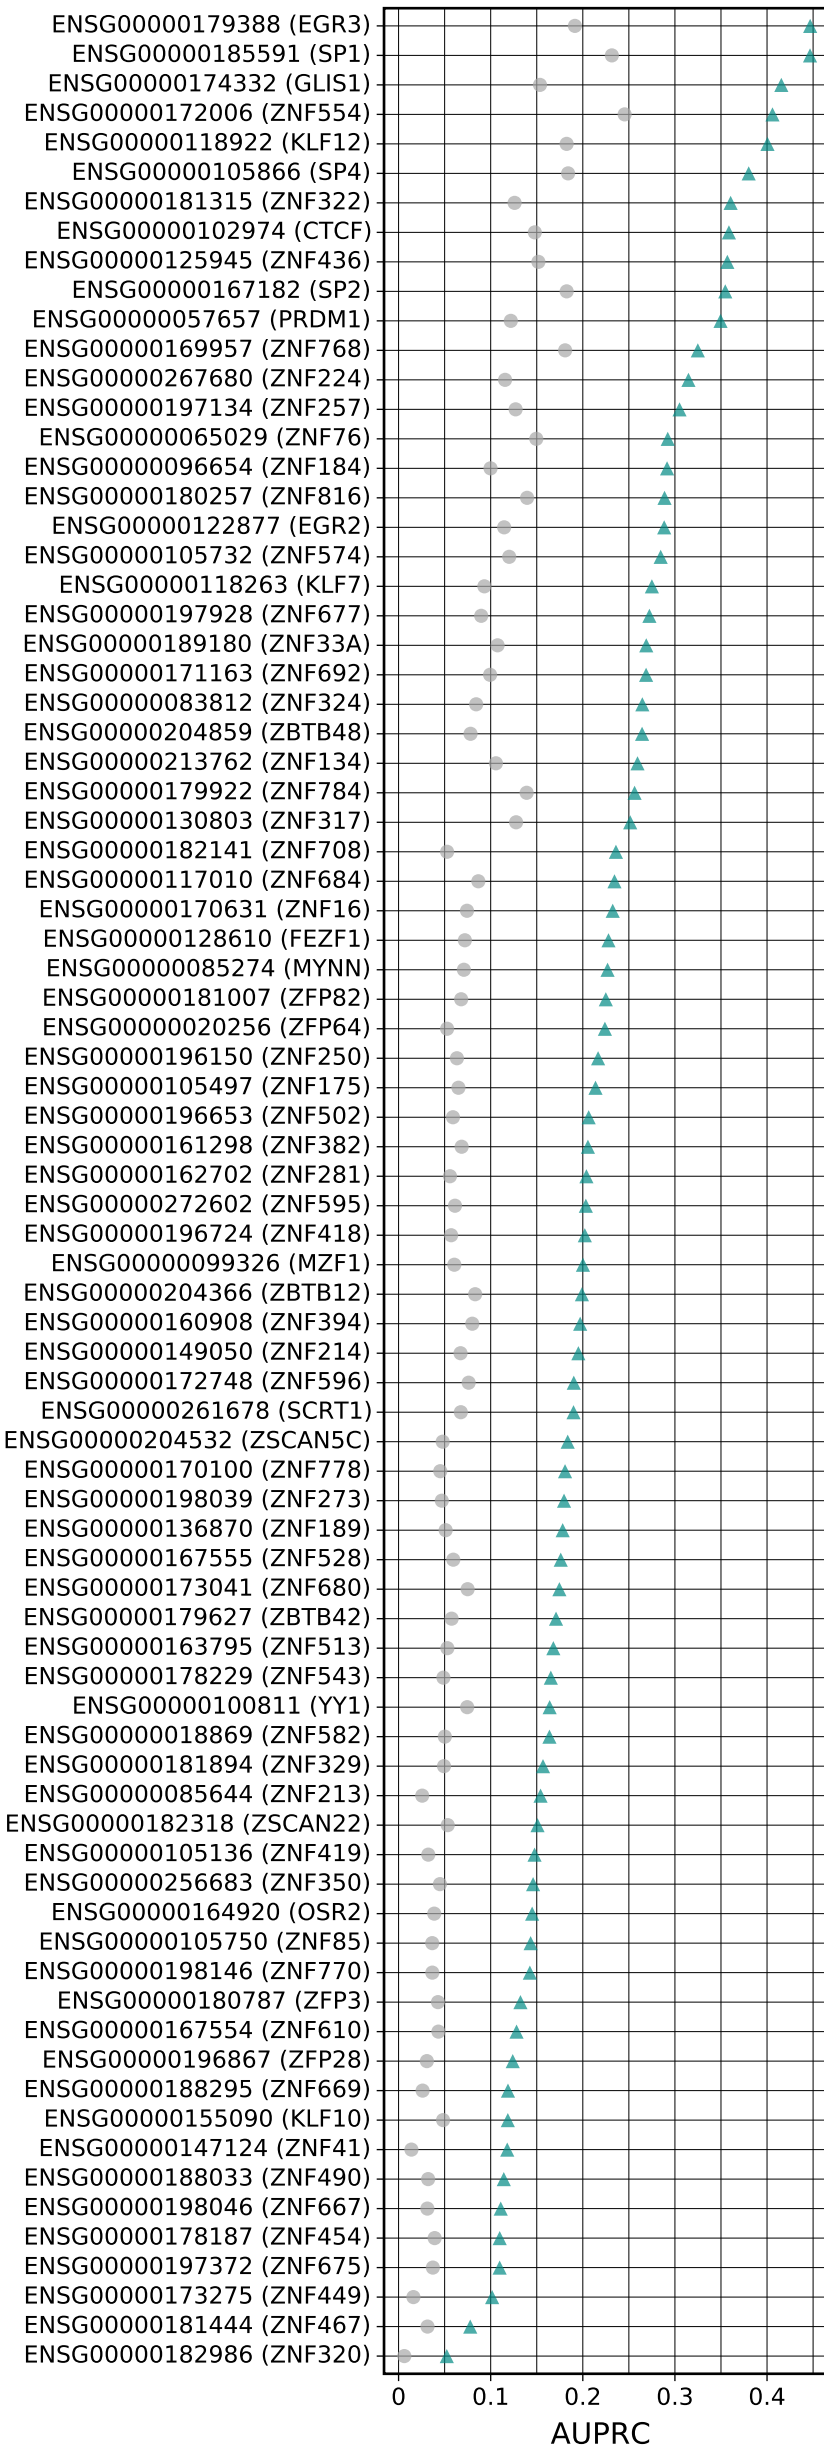 ENSG00000179388 (EGR3)
ENSG00000185591 (SP1)
ENSG00000174332 (GLIS1)
ENSG00000172006 (ZNF554)
ENSG00000118922 (KLF12)
ENSG00000105866 (SP4)
ENSG00000181315 (ZNF322)
ENSG00000102974 (CTCF)
ENSG00000125945 (ZNF436)
ENSG00000167182 (SP2)
ENSG00000057657 (PRDM1)
ENSG00000169957 (ZNF768)
ENSG00000267680 (ZNF224)
ENSG00000197134 (ZNF257)
ENSG00000065029 (ZNF76)
ENSG00000096654 (ZNF184)
ENSG00000180257 (ZNF816)
ENSG00000122877 (EGR2)
ENSG00000105732 (ZNF574)
ENSG00000118263 (KLF7)
ENSG00000197928 (ZNF677)
ENSG00000189180 (ZNF33A)
ENSG00000171163 (ZNF692)
ENSG00000083812 (ZNF324)
ENSG00000204859 (ZBTB48)
ENSG00000213762 (ZNF134)
ENSG00000179922 (ZNF784)
ENSG00000130803 (ZNF317)
ENSG00000182141 (ZNF708)
ENSG00000117010 (ZNF684)
ENSG00000170631 (ZNF16)
ENSG00000128610 (FEZF1)
ENSG00000085274 (MYNN)
ENSG00000181007 (ZFP82)
ENSG00000020256 (ZFP64)
ENSG00000196150 (ZNF250)
ENSG00000105497 (ZNF175)
ENSG00000196653 (ZNF502)
ENSG00000161298 (ZNF382)
ENSG00000162702 (ZNF281)
ENSG00000272602 (ZNF595)
ENSG00000196724 (ZNF418)
ENSG00000099326 (MZF1)
ENSG00000204366 (ZBTB12)
ENSG00000160908 (ZNF394)
ENSG00000149050 (ZNF214)
ENSG00000172748 (ZNF596)
ENSG00000261678 (SCRT1)
ENSG00000204532 (ZSCAN5C)
ENSG00000170100 (ZNF778)
ENSG00000198039 (ZNF273)
ENSG00000136870 (ZNF189)
ENSG00000167555 (ZNF528)
ENSG00000173041 (ZNF680)
ENSG00000179627 (ZBTB42)
ENSG00000163795 (ZNF513)
ENSG00000178229 (ZNF543)
ENSG00000100811 (YY1)
ENSG00000018869 (ZNF582)
ENSG00000181894 (ZNF329)
ENSG00000085644 (ZNF213)
ENSG00000182318 (ZSCAN22)
ENSG00000105136 (ZNF419)
ENSG00000256683 (ZNF350)
ENSG00000164920 (OSR2)
ENSG00000105750 (ZNF85)
ENSG00000198146 (ZNF770)
ENSG00000180787 (ZFP3)
ENSG00000167554 (ZNF610)
ENSG00000196867 (ZFP28)
ENSG00000188295 (ZNF669)
ENSG00000155090 (KLF10)
ENSG00000147124 (ZNF41)
ENSG00000188033 (ZNF490)
ENSG00000198046 (ZNF667)
ENSG00000178187 (ZNF454)
ENSG00000197372 (ZNF675)
ENSG00000173275 (ZNF449)
ENSG00000181444 (ZNF467)
ENSG00000182986 (ZNF320)
0 0.1 0.2 0.3 0.4
AUPRC